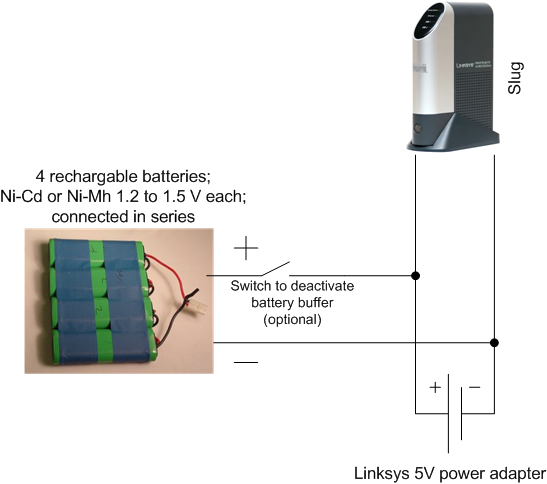 Linksys
Slug
4 rechargable batteries;
Ni-Cd or Ni-Mh 1.2 to 1.5 V each;
connected in series
+
Switch to deactivate
battery buffer
(optional)
—
+ −
Linksys 5V power adapter